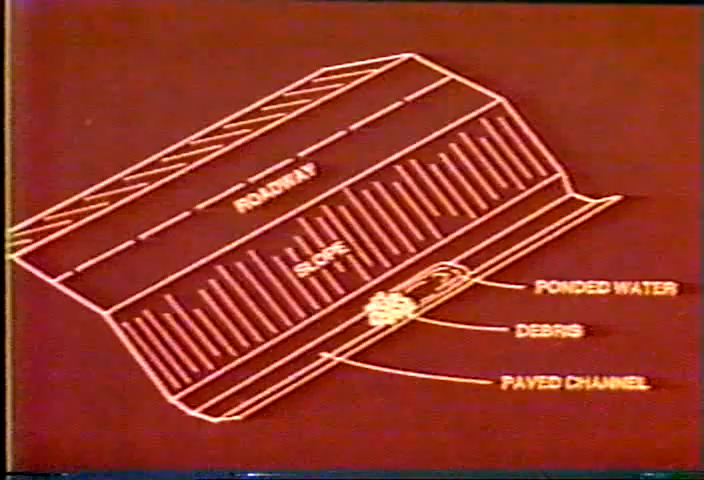 ROADWAY
SLOPE
PONDED WATER
DEBRIS
PAVED CHANNEL